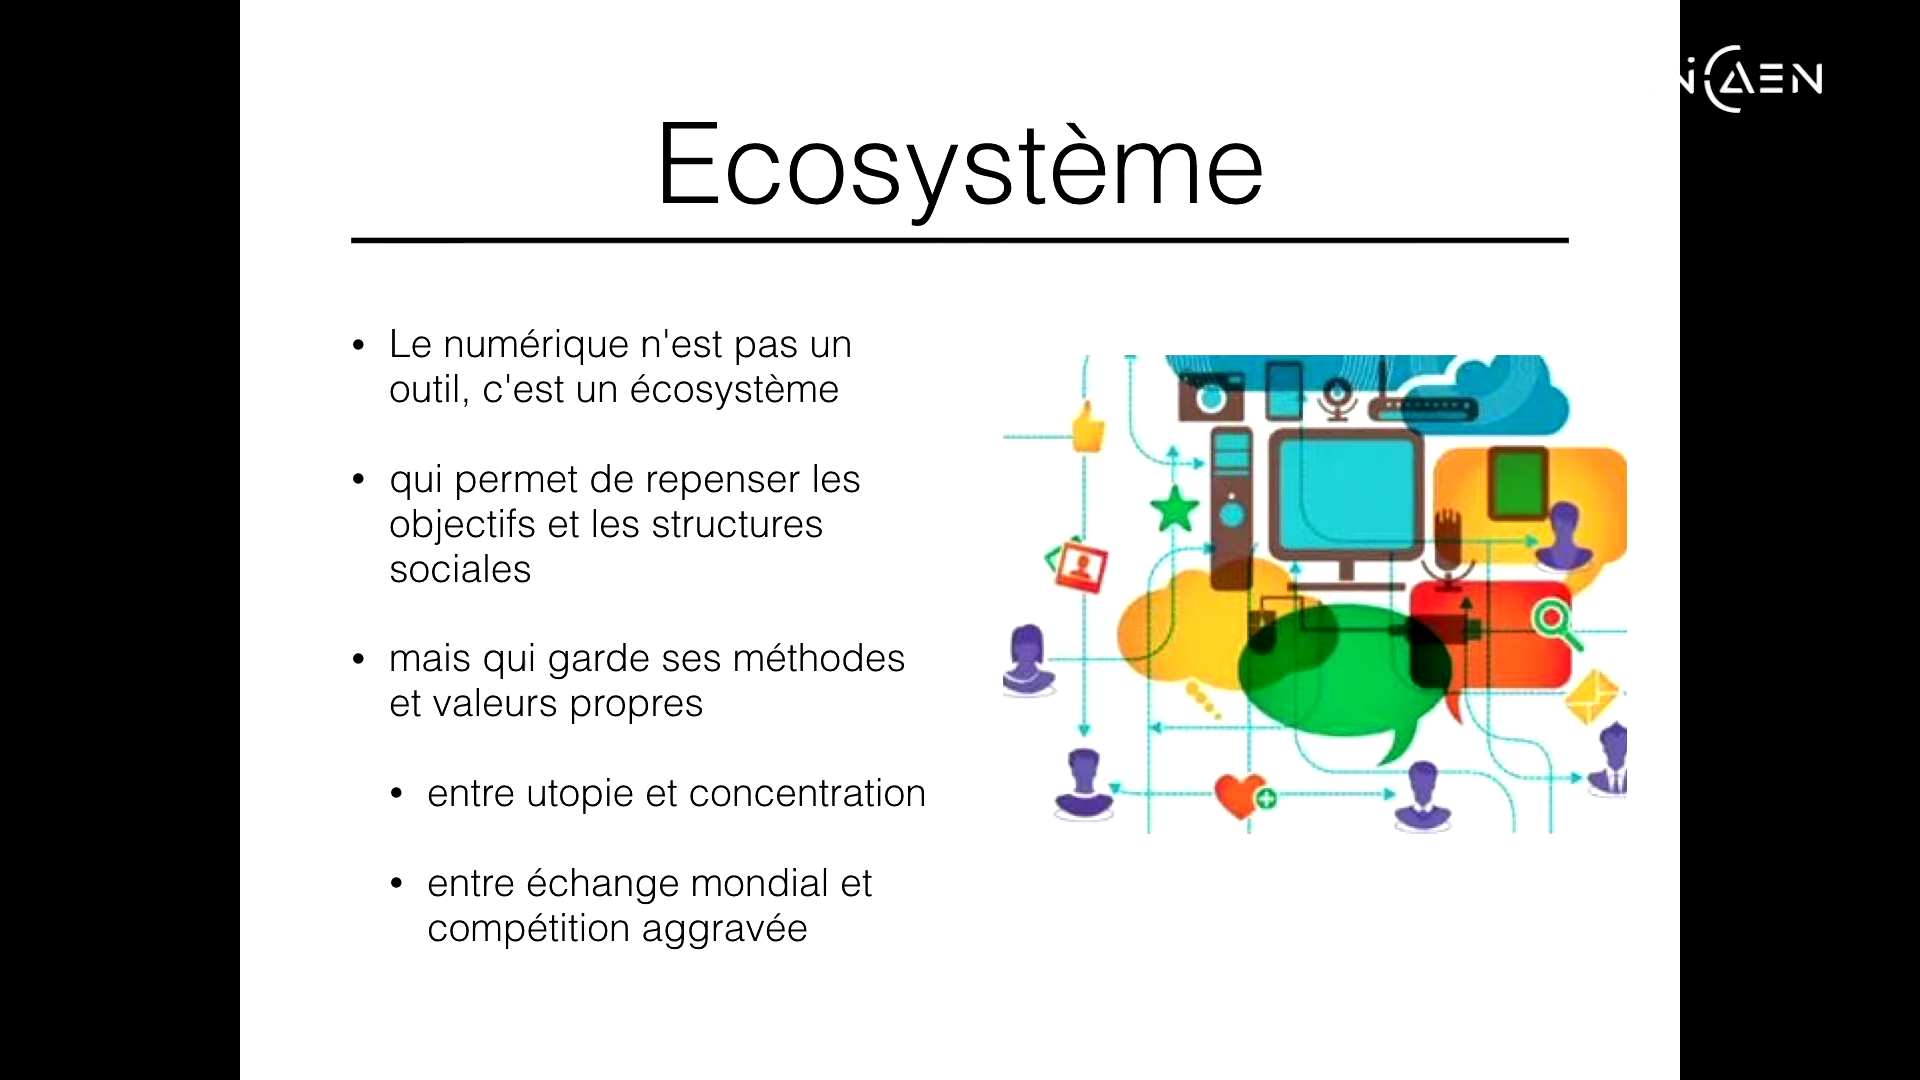 NiCAEN
Ecosystème
• Le numérique n'est pas un
outil, c'est un écosystème
• qui permet de repenser les
objectifs et les structures
sociales
• mais qui garde ses méthodes
et valeurs propres
• entre utopie et concentration
• entre échange mondial et
compétition aggravée